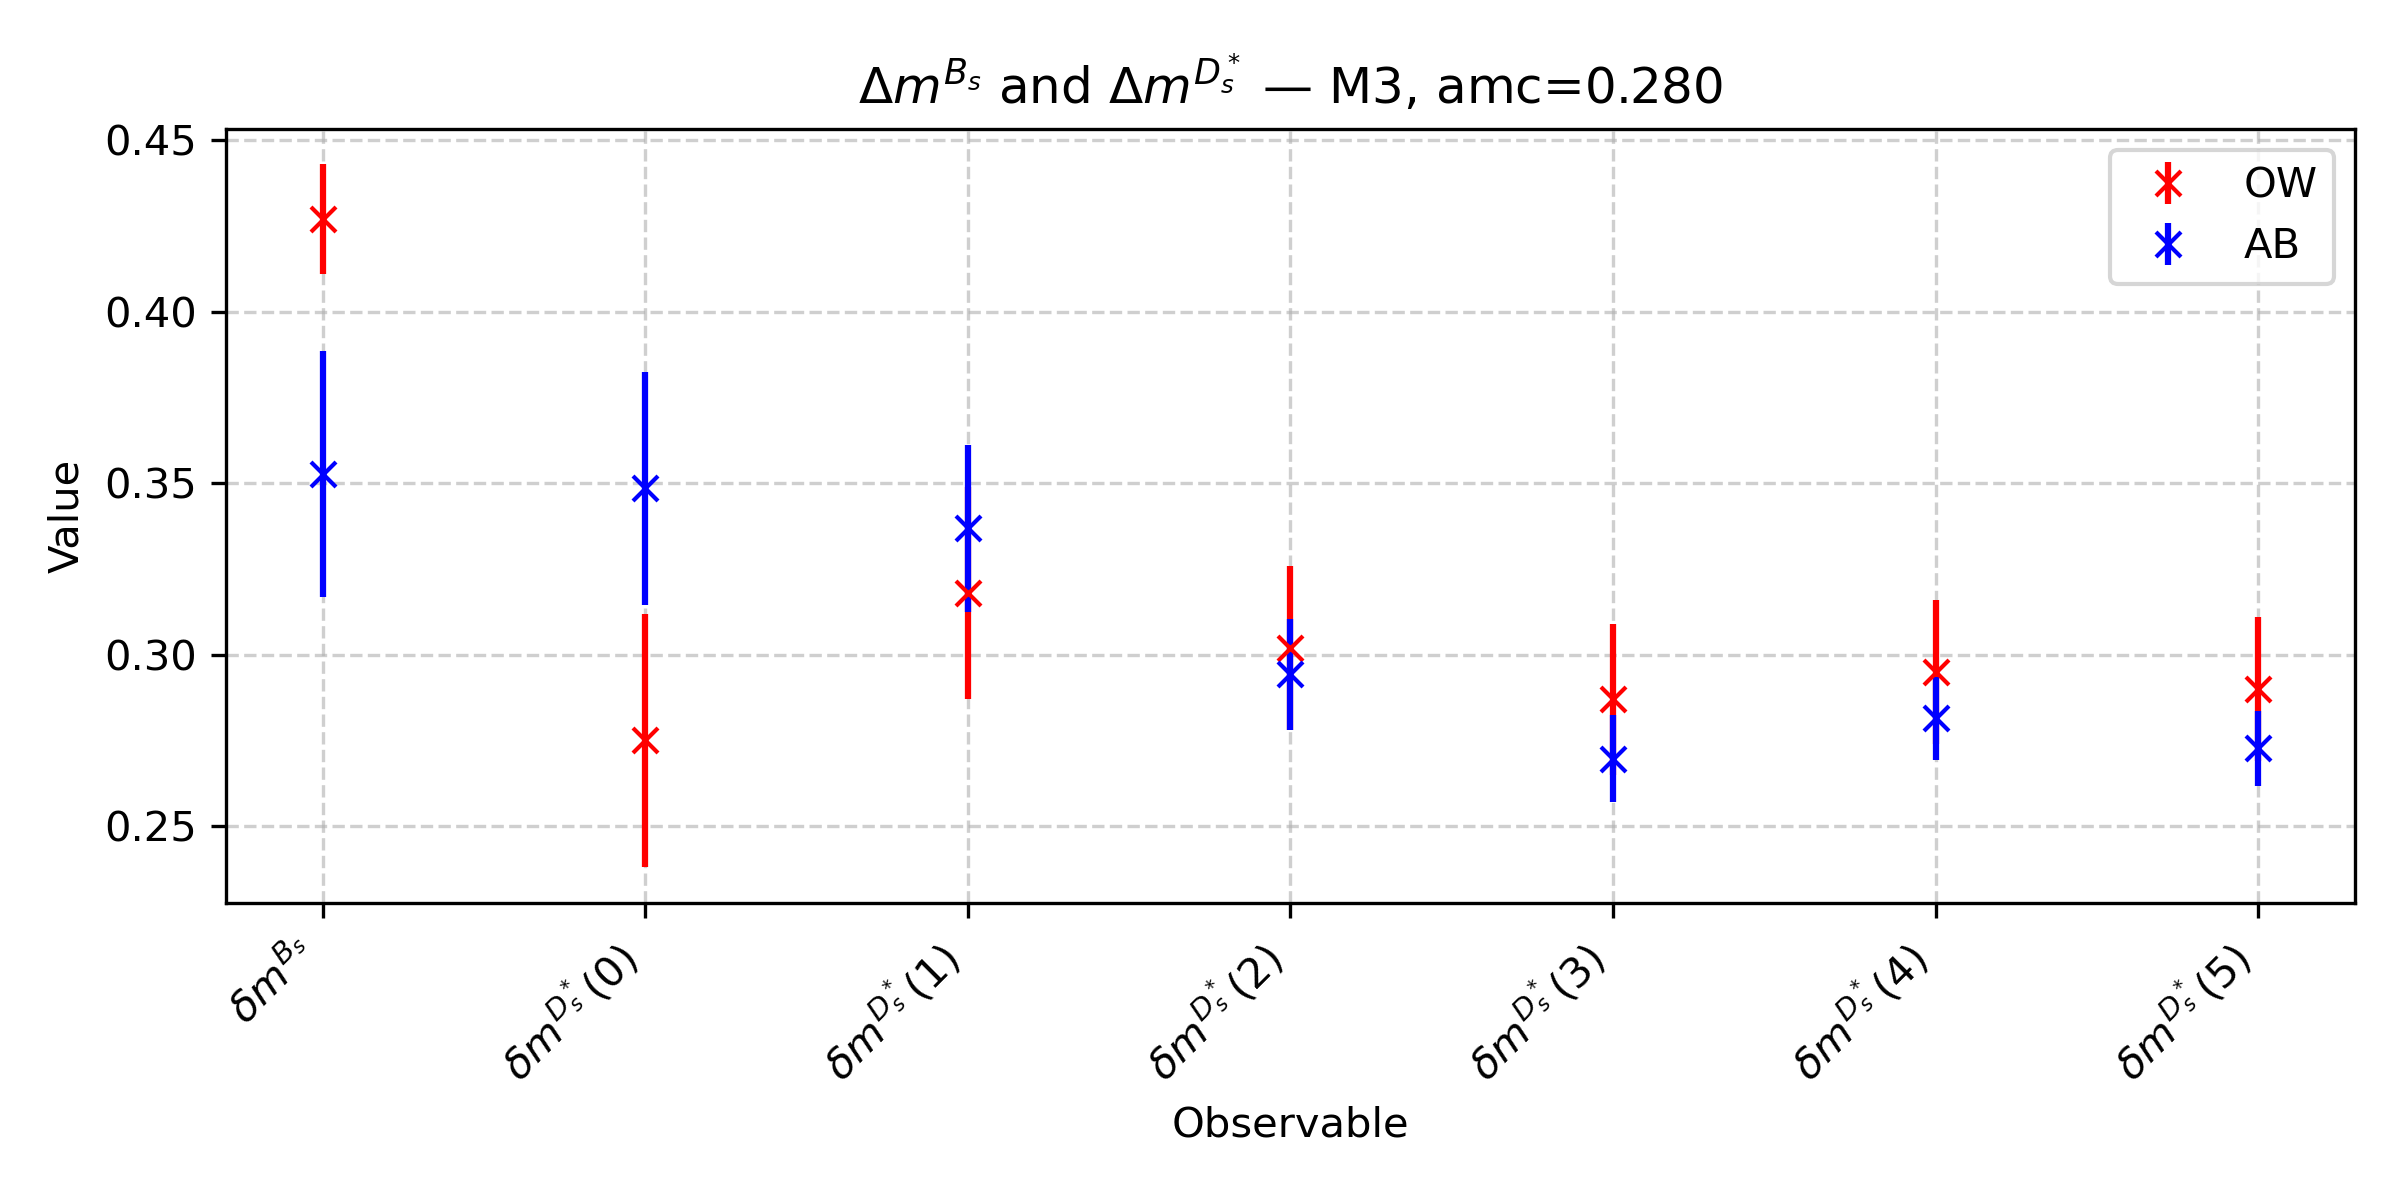 Δm^{B_s} and Δm^{D_s^*} — M3, amc=0.280
0.45
0.40
0.35
0.30
0.25
Value
OW
AB
δm^{B_s}
δm^{D_s^*}(0)
δm^{D_s^*}(1)
δm^{D_s^*}(2)
δm^{D_s^*}(3)
δm^{D_s^*}(4)
δm^{D_s^*}(5)
Observable